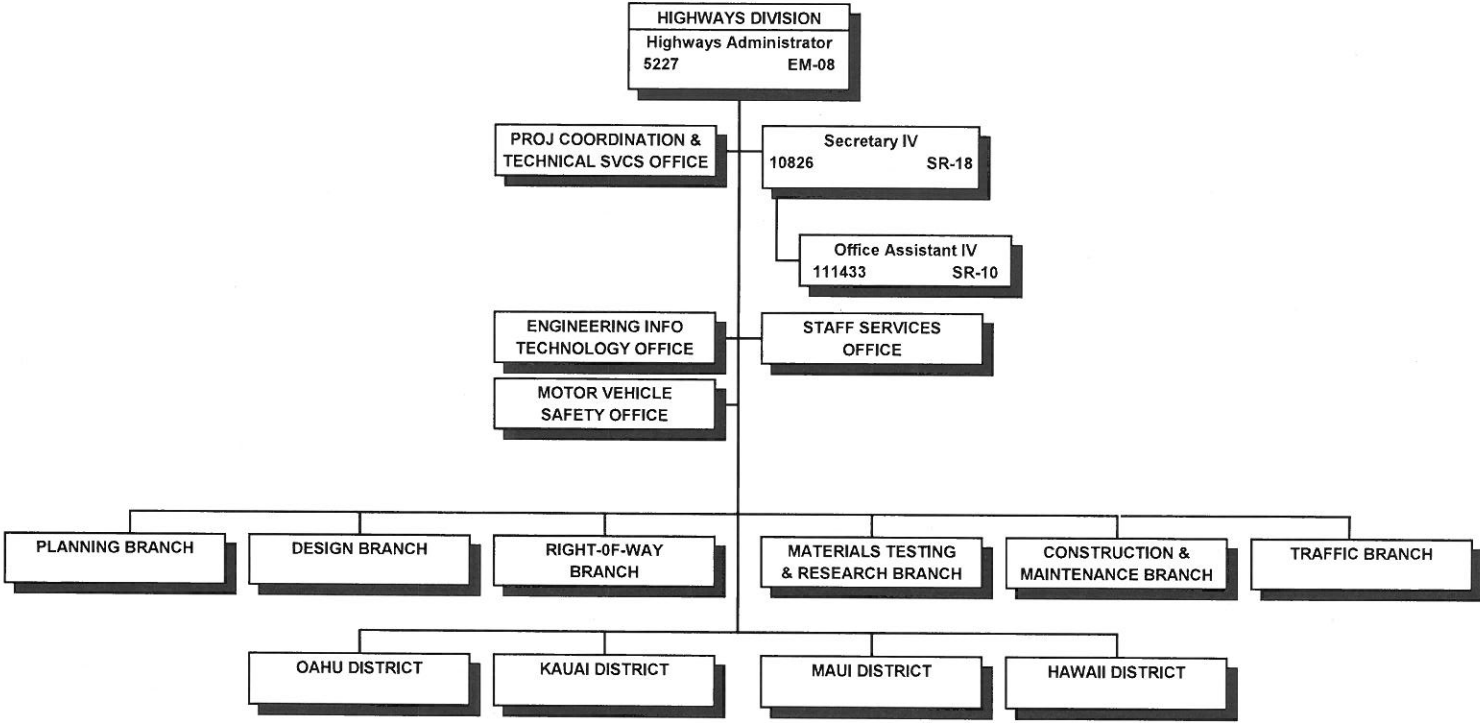 HIGHWAYS DIVISION
Highways Administrator
5227 EM-08
PROJ COORDINATION &
TECHNICAL SVCS OFFICE
Secretary IV
10826 SR-18
Office Assistant IV
111433 SR-10
ENGINEERING INFO
TECHNOLOGY OFFICE
STAFF SERVICES
OFFICE
MOTOR VEHICLE
SAFETY OFFICE
PLANNING BRANCH
DESIGN BRANCH
RIGHT-0F-WAY
BRANCH
MATERIALS TESTING
& RESEARCH BRANCH
CONSTRUCTION &
MAINTENANCE BRANCH
TRAFFIC BRANCH
OAHU DISTRICT
KAUAI DISTRICT
MAUI DISTRICT
HAWAII DISTRICT